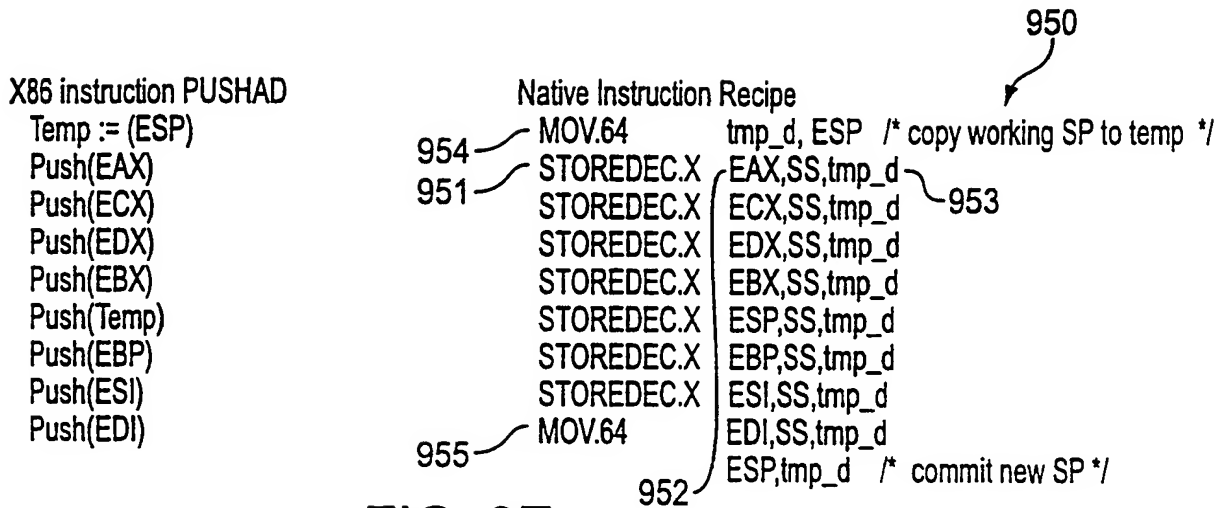 950
X86 instruction PUSHAD Native Instruction Recipe
Temp := (ESP) 954 MOV.64 tmp_d, ESP /* copy working SP to temp */
Push(EAX) 951 STOREDEC.X EAX,SS,tmp_d 953
Push(ECX) STOREDEC.X ECX,SS,tmp_d
Push(EDX) STOREDEC.X EDX,SS,tmp_d
Push(EBX) STOREDEC.X EBX,SS,tmp_d
Push(Temp) STOREDEC.X ESP,SS,tmp_d
Push(EBP) STOREDEC.X EBP,SS,tmp_d
Push(ESI) STOREDEC.X ESI,SS,tmp_d
Push(EDI) 955 MOV.64 EDI,SS,tmp_d
952 ESP,tmp_d /* commit new SP */
FIG.